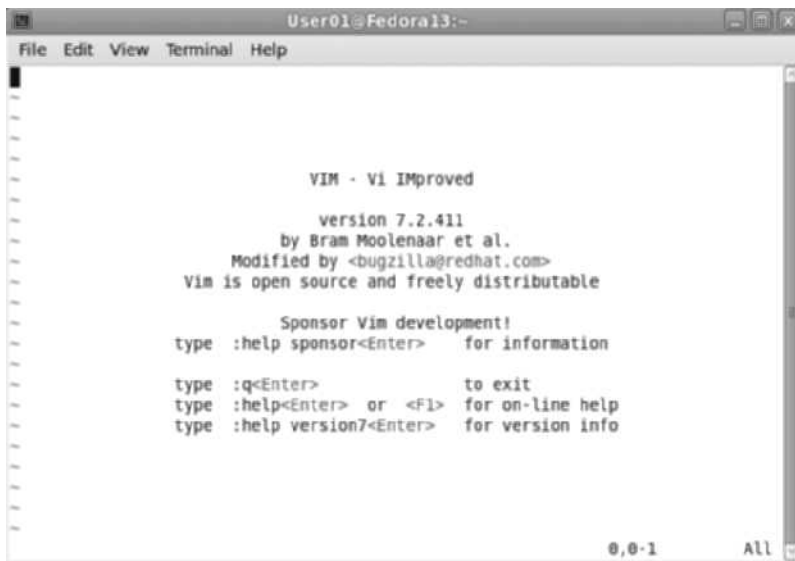 User01@Fedora13:~
File Edit View Terminal Help
~
~
~
~
~
VIM - Vi IMproved
~
~
version 7.2.411
~
by Bram Moolenaar et al.
~
Modified by <bugzilla@redhat.com>
~
Vim is open source and freely distributable
~
~
Sponsor Vim development!
~
type :help sponsor<Enter> for information
~
~
type :q<Enter> to exit
~
type :help<Enter> or <F1> for on-line help
~
type :help version7<Enter> for version info
~
~
~
~
~
0,0-1 All